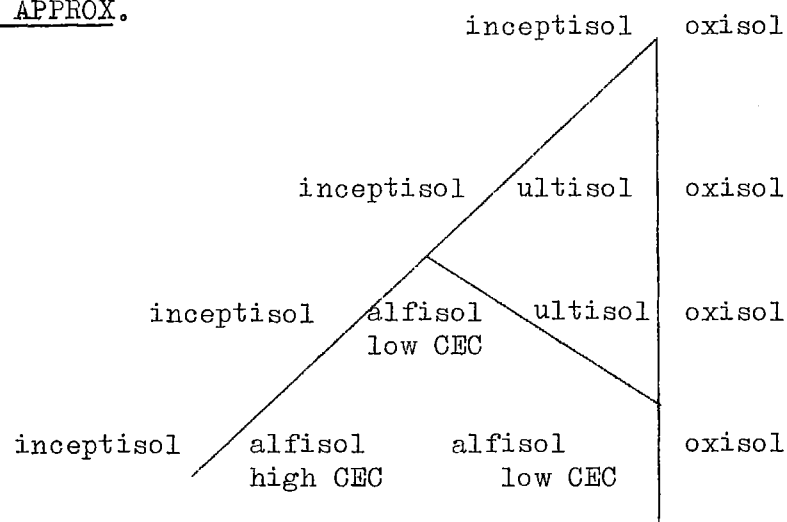 APPROX.
inceptisol oxisol
inceptisol ultisol oxisol
inceptisol alfisol ultisol oxisol
low CEC
inceptisol alfisol alfisol oxisol
high CEC low CEC